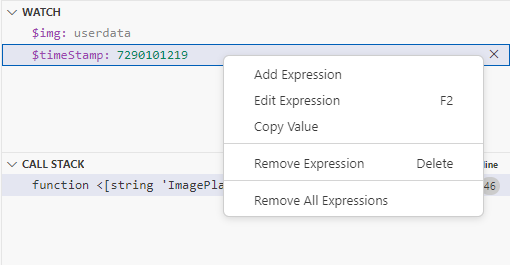 WATCH
$img: userdata
$timeStamp: 7290101219
Add Expression
Edit Expression F2
Copy Value
Remove Expression Delete
Remove All Expressions
CALL STACK
line
function <[string 'ImagePla
46